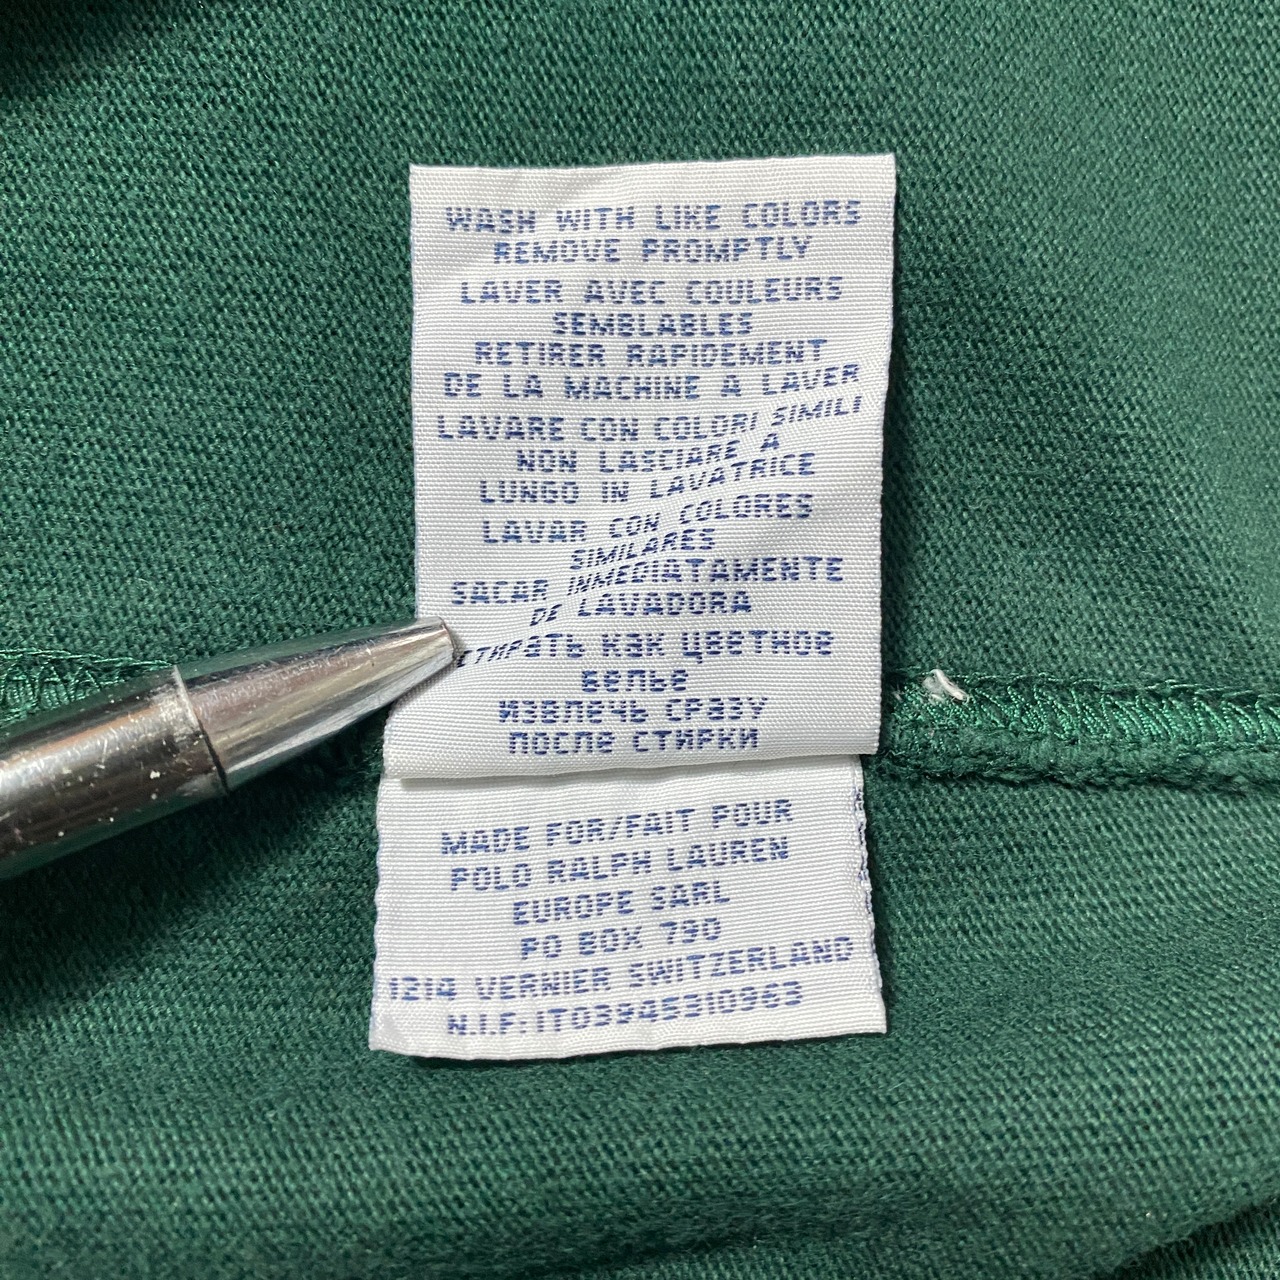 WASH WITH LIKE COLORS
REMOVE PROMPTLY
LAVER AVEC COULEURS
SEMBLABLES
RETIRER RAPIDEMENT
DE LA MACHINE A LAVER
LAVARE CON COLORI SIMILI
NON LASCIARE A
LUNGO IN LAVATRICE
LAVAR CON COLORES
SIMILARES
SACAR INMEDIATAMENTE
DE LAVADORA
СТИРАТЬ КАК ЦВЕТНОЕ
БЕЛЬЕ
ИЗВЛЕЧЬ СРАЗУ
ПОСЛЕ СТИРКИ
MADE FOR/FAIT POUR
POLO RALPH LAUREN
EUROPE SARL
PO BOX 790
1214 VERNIER SWITZERLAND
N.I.F: IT03945310963